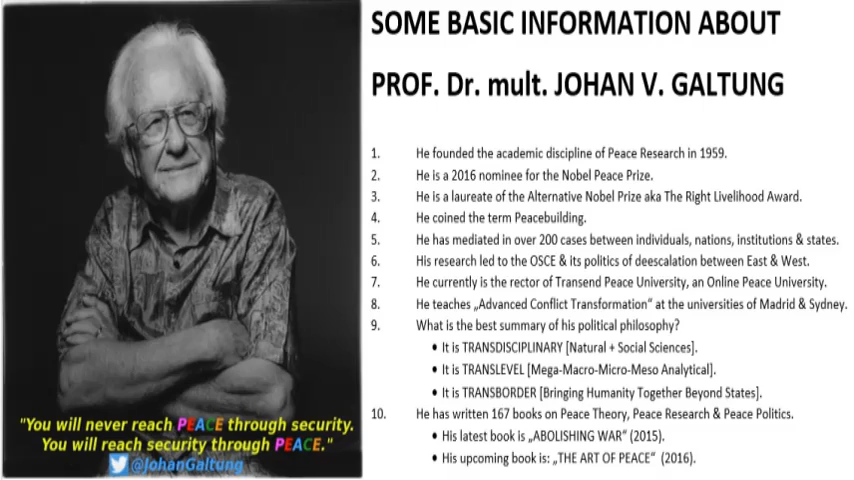 SOME BASIC INFORMATION ABOUT
PROF. Dr. mult. JOHAN V. GALTUNG
1. He founded the academic discipline of Peace Research in 1959.
2. He is a 2016 nominee for the Nobel Peace Prize.
3. He is a laureate of the Alternative Nobel Prize aka The Right Livelihood Award.
4. He coined the term Peacebuilding.
5. He has mediated in over 200 cases between individuals, nations, institutions & states.
6. His research led to the OSCE & its politics of deescalation between East & West.
7. He currently is the rector of Transend Peace University, an Online Peace University.
8. He teaches „Advanced Conflict Transformation“ at the universities of Madrid & Sydney.
9. What is the best summary of his political philosophy?
• It is TRANSDISCIPLINARY [Natural + Social Sciences].
• It is TRANSLEVEL [Mega-Macro-Micro-Meso Analytical].
• It is TRANSBORDER [Bringing Humanity Together Beyond States].
10. He has written 167 books on Peace Theory, Peace Research & Peace Politics.
• His latest book is „ABOLISHING WAR“ (2015).
• His upcoming book is: „THE ART OF PEACE“ (2016).
"You will never reach PEACE through security.
You will reach security through PEACE."
@JohanGaltung